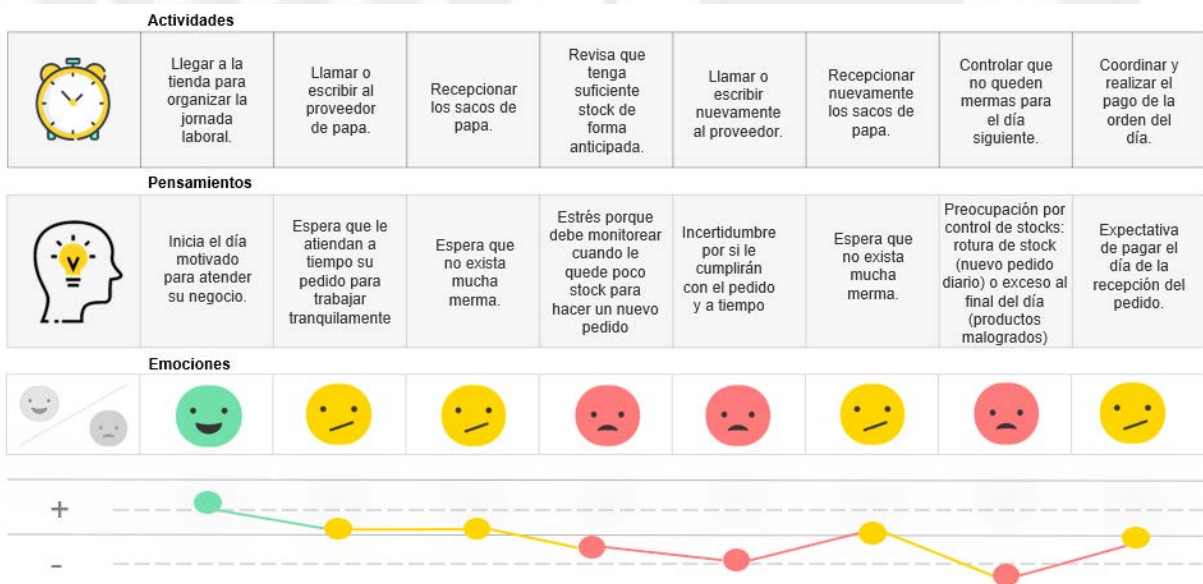 Actividades
Llegar a la
tienda para
organizar la
jornada
laboral.
Llamar o
escribir al
proveedor
de papa.
Recepcionar
los sacos de
papa.
Revisa que
tenga
suficiente
stock de
forma
anticipada.
Llamar o
escribir
nuevamente
al proveedor.
Recepcionar
nuevamente
los sacos de
papa.
Controlar que
no queden
mermas para
el día
siguiente.
Coordinar y
realizar el
pago de la
orden del
día.
Pensamientos
Inicia el día
motivado
para atender
su negocio.
Espera que le
atiendan a
tiempo su
pedido para
trabajar
tranquilamente
Espera que
no exista
mucha
merma.
Estrés porque
debe monitorear
cuando le
quede poco
stock para
hacer un nuevo
pedido
Incertidumbre
por si le
cumplirán
con el pedido
y a tiempo
Espera que
no exista
mucha
merma.
Preocupación por
control de stocks:
rotura de stock
(nuevo pedido
diario) o exceso al
final del día
(productos
malogrados)
Expectativa
de pagar el
día de la
recepción del
pedido.
Emociones
+
-